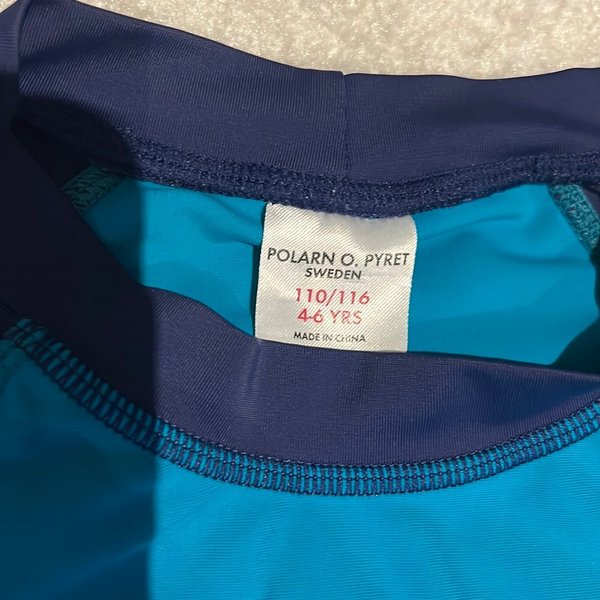 POLARN O. PYRET
SWEDEN
110/116
4-6 YRS
MADE IN CHINA